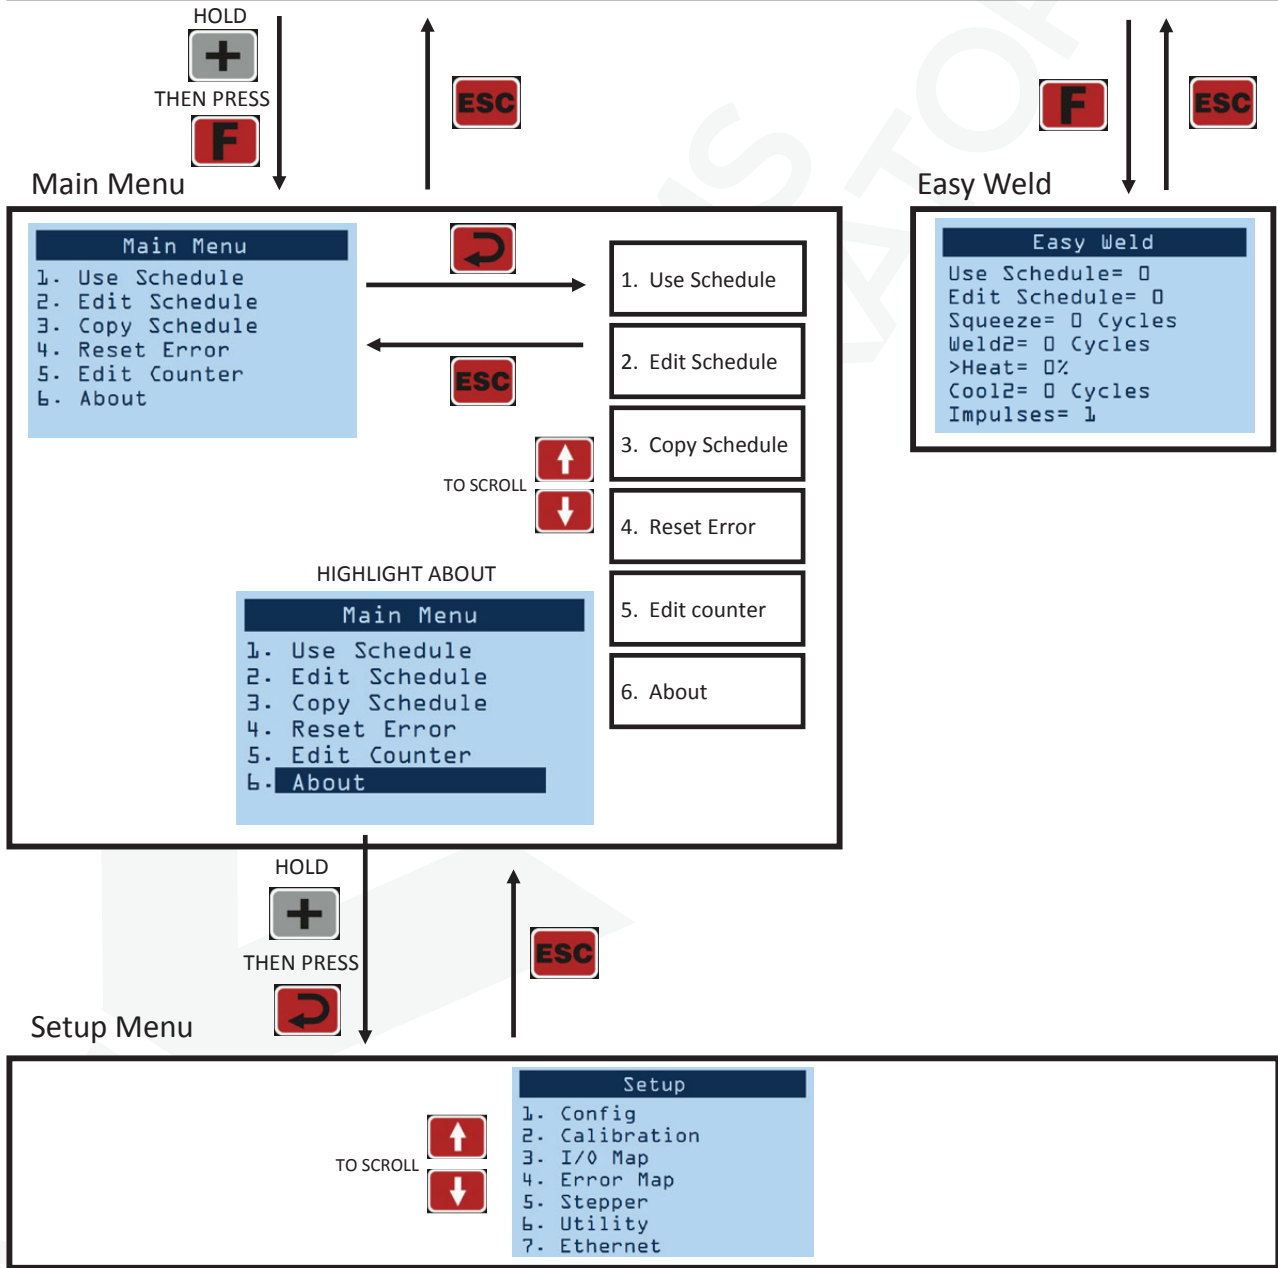 HOLD
+
THEN PRESS
F
ESC
F
ESC
Main Menu
Easy Weld
Main Menu
1. Use Schedule
2. Edit Schedule
3. Copy Schedule
4. Reset Error
5. Edit Counter
6. About
ESC
TO SCROLL
1. Use Schedule
2. Edit Schedule
3. Copy Schedule
4. Reset Error
5. Edit counter
6. About
Easy Weld
Use Schedule= 0
Edit Schedule= 0
Squeeze= 0 Cycles
Weld2= 0 Cycles
>Heat= 0%
Cool2= 0 Cycles
Impulses= 1
HIGHLIGHT ABOUT
Main Menu
1. Use Schedule
2. Edit Schedule
3. Copy Schedule
4. Reset Error
5. Edit Counter
6. About
HOLD
+
THEN PRESS
ESC
Setup Menu
TO SCROLL
Setup
1. Config
2. Calibration
3. I/O Map
4. Error Map
5. Stepper
6. Utility
7. Ethernet